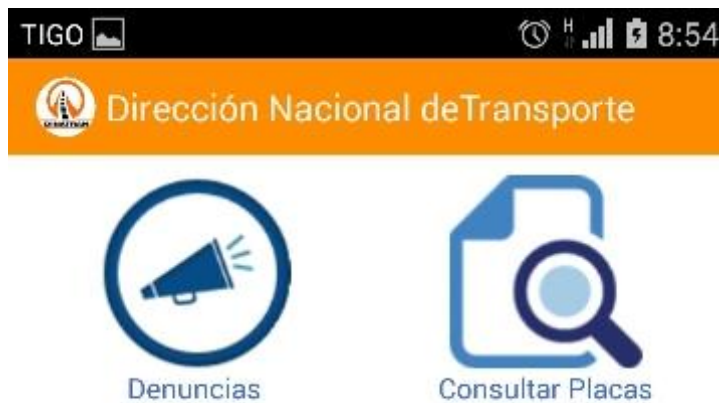 TIGO H 8:54
Dirección Nacional deTransporte
Denuncias Consultar Placas